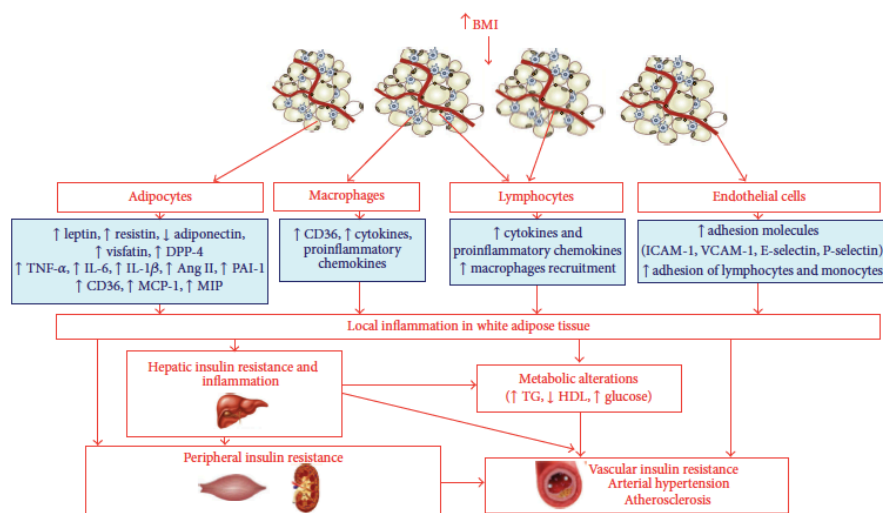 ↑ BMI
Adipocytes
Macrophages
Lymphocytes
Endothelial cells
↑ leptin, ↑ resistin, ↓ adiponectin,
↑ visfatin, ↑ DPP-4
↑ TNF-α, ↑ IL-6, ↑ IL-1β, ↑ Ang II, ↑ PAI-1
↑ CD36, ↑ MCP-1, ↑ MIP
↑ CD36, ↑ cytokines,
proinflammatory
chemokines
↑ cytokines and
proinflammatory chemokines
↑ macrophages recruitment
↑ adhesion molecules
(ICAM-1, VCAM-1, E-selectin, P-selectin)
↑ adhesion of lymphocytes and monocytes
Local inflammation in white adipose tissue
Hepatic insulin resistance and
inflammation
Metabolic alterations
(↑ TG, ↓ HDL, ↑ glucose)
Peripheral insulin resistance
Vascular insulin resistance
Arterial hypertension
Atherosclerosis